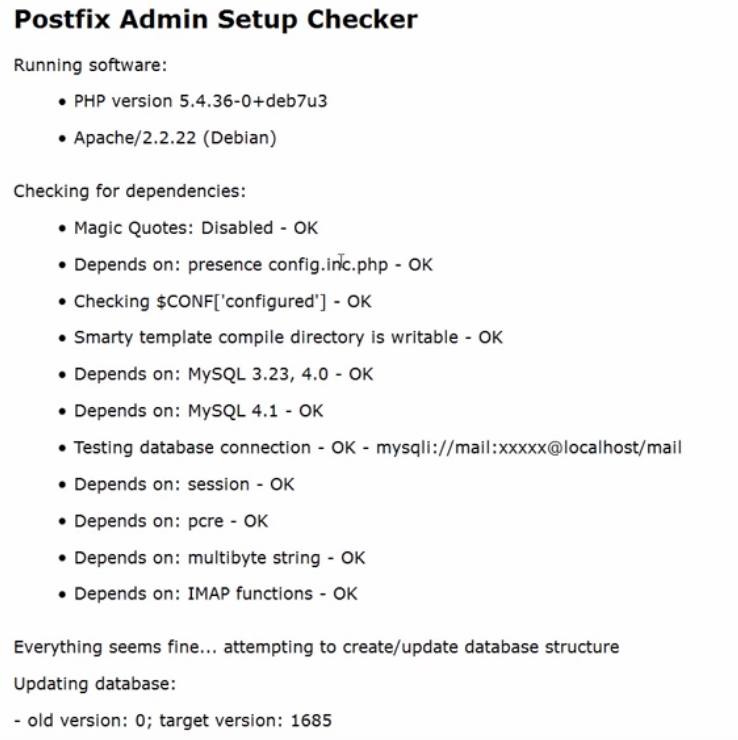 Postfix Admin Setup Checker
Running software:
• PHP version 5.4.36-0+deb7u3
• Apache/2.2.22 (Debian)
Checking for dependencies:
• Magic Quotes: Disabled - OK
• Depends on: presence config.inc.php - OK
• Checking $CONF['configured'] - OK
• Smarty template compile directory is writable - OK
• Depends on: MySQL 3.23, 4.0 - OK
• Depends on: MySQL 4.1 - OK
• Testing database connection - OK - mysqli://mail:xxxxx@localhost/mail
• Depends on: session - OK
• Depends on: pcre - OK
• Depends on: multibyte string - OK
• Depends on: IMAP functions - OK
Everything seems fine... attempting to create/update database structure
Updating database:
- old version: 0; target version: 1685